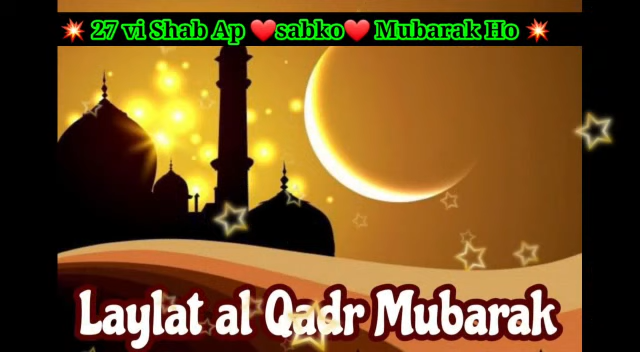 💥 27 vi Shab Ap ❤️sabko❤️ Mubarak Ho 💥
Laylat al Qadr Mubarak